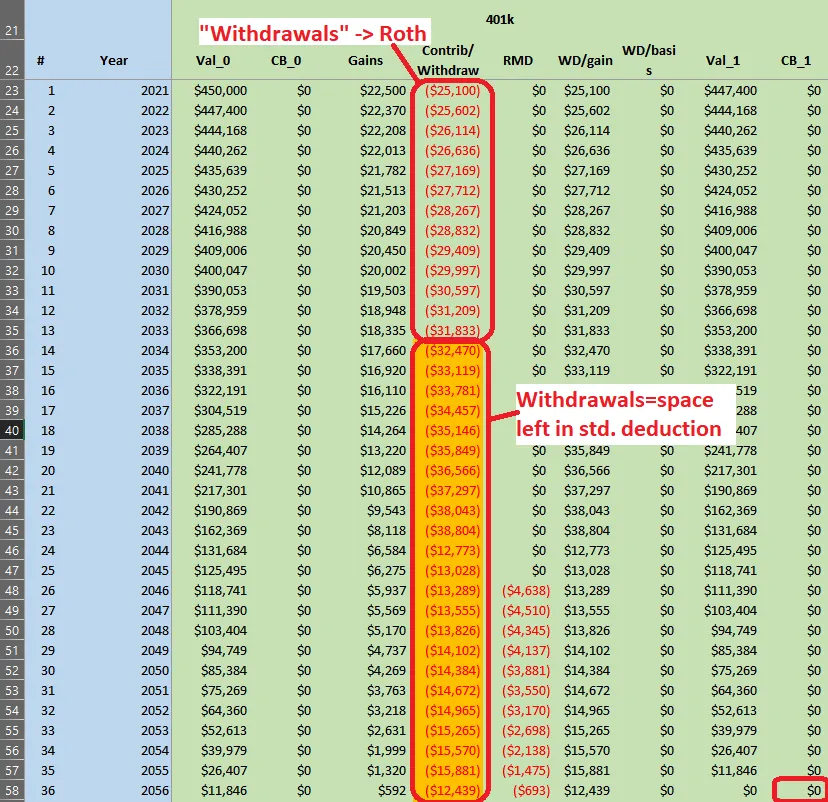 21 401k
"Withdrawals" -> Roth
22 # Year Val_0 CB_0 Gains Contrib/ Withdraw RMD WD/gain WD/basi s Val_1 CB_1
23 1 2021 $450,000 $0 $22,500 ($25,100) $0 $25,100 $0 $447,400 $0
24 2 2022 $447,400 $0 $22,370 ($25,602) $0 $25,602 $0 $444,168 $0
25 3 2023 $444,168 $0 $22,208 ($26,114) $0 $26,114 $0 $440,262 $0
26 4 2024 $440,262 $0 $22,013 ($26,636) $0 $26,636 $0 $435,639 $0
27 5 2025 $435,639 $0 $21,782 ($27,169) $0 $27,169 $0 $430,252 $0
28 6 2026 $430,252 $0 $21,513 ($27,712) $0 $27,712 $0 $424,052 $0
29 7 2027 $424,052 $0 $21,203 ($28,267) $0 $28,267 $0 $416,988 $0
30 8 2028 $416,988 $0 $20,849 ($28,832) $0 $28,832 $0 $409,006 $0
31 9 2029 $409,006 $0 $20,450 ($29,409) $0 $29,409 $0 $400,047 $0
32 10 2030 $400,047 $0 $20,002 ($29,997) $0 $29,997 $0 $390,053 $0
33 11 2031 $390,053 $0 $19,503 ($30,597) $0 $30,597 $0 $378,959 $0
34 12 2032 $378,959 $0 $18,948 ($31,209) $0 $31,209 $0 $366,698 $0
35 13 2033 $366,698 $0 $18,335 ($31,833) $0 $31,833 $0 $353,200 $0
36 14 2034 $353,200 $0 $17,660 ($32,470) $0 $32,470 $0 $338,391 $0
37 15 2035 $338,391 $0 $16,920 ($33,119) $0 $33,119 $0 $322,191 $0
38 16 2036 $322,191 $0 $16,110 ($33,781) 519 $0
Withdrawals=space
39 17 2037 $304,519 $0 $15,226 ($34,457) 288 $0
left in std. deduction
40 18 2038 $285,288 $0 $14,264 ($35,146) 407 $0
41 19 2039 $264,407 $0 $13,220 ($35,849) $0 $35,849 $0 $241,778 $0
42 20 2040 $241,778 $0 $12,089 ($36,566) $0 $36,566 $0 $217,301 $0
43 21 2041 $217,301 $0 $10,865 ($37,297) $0 $37,297 $0 $190,869 $0
44 22 2042 $190,869 $0 $9,543 ($38,043) $0 $38,043 $0 $162,369 $0
45 23 2043 $162,369 $0 $8,118 ($38,804) $0 $38,804 $0 $131,684 $0
46 24 2044 $131,684 $0 $6,584 ($12,773) $0 $12,773 $0 $125,495 $0
47 25 2045 $125,495 $0 $6,275 ($13,028) $0 $13,028 $0 $118,741 $0
48 26 2046 $118,741 $0 $5,937 ($13,289) ($4,638) $13,289 $0 $111,390 $0
49 27 2047 $111,390 $0 $5,569 ($13,555) ($4,510) $13,555 $0 $103,404 $0
50 28 2048 $103,404 $0 $5,170 ($13,826) ($4,345) $13,826 $0 $94,749 $0
51 29 2049 $94,749 $0 $4,737 ($14,102) ($4,137) $14,102 $0 $85,384 $0
52 30 2050 $85,384 $0 $4,269 ($14,384) ($3,881) $14,384 $0 $75,269 $0
53 31 2051 $75,269 $0 $3,763 ($14,672) ($3,550) $14,672 $0 $64,360 $0
54 32 2052 $64,360 $0 $3,218 ($14,965) ($3,170) $14,965 $0 $52,613 $0
55 33 2053 $52,613 $0 $2,631 ($15,265) ($2,698) $15,265 $0 $39,979 $0
56 34 2054 $39,979 $0 $1,999 ($15,570) ($2,138) $15,570 $0 $26,407 $0
57 35 2055 $26,407 $0 $1,320 ($15,881) ($1,475) $15,881 $0 $11,846 $0
58 36 2056 $11,846 $0 $592 ($12,439) ($693) $12,439 $0 $0 $0